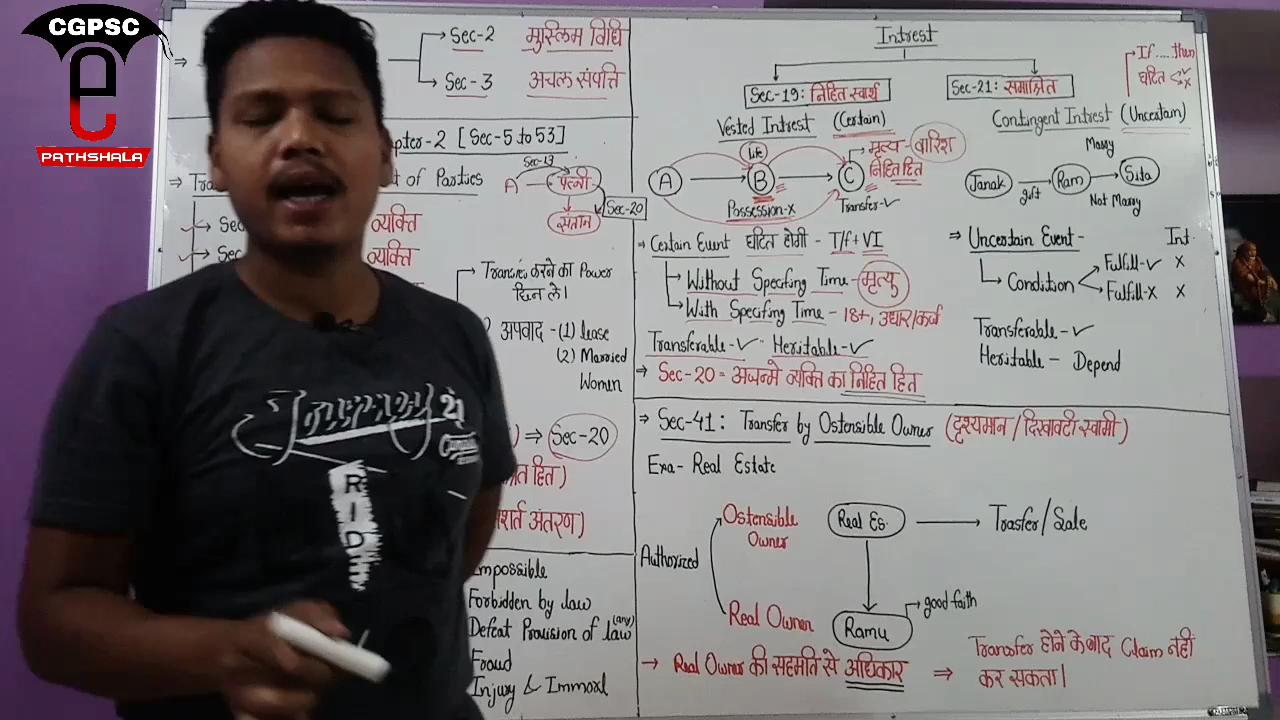 CGPSC
e
PATHSHALA
⇒
Sec-2 मुस्लिम विधि
Sec-3 अचल संपत्ति
pter-2 [Sec-5 to 53]
⇒ Tra of Parties
Sec-13
A पत्नी
संतान
Sec-20
Sec व्यक्ति
Sec व्यक्ति
Transfer करने का Power
छिन ले।
अपवाद - (1) lease
(2) Married
Women
⇒ Sec-20
हित)
अंतरण)
Impossible
Forbidden by law
Defeat Provision of (any) law
Fraud
Injury & Immoral
RIDE
Intrest
Sec-19: निहित स्वार्थ
Vested Intrest (Certain)
A → B → C
Life
मृत्यु - बारिश
निहित हित
Possession-X
Transfer-✓
→ Certain Event घटित होगी - T/f + VI
Without Specifing Time - मृत्यु
With Specifing Time - 18+, उधार/कर्ज
Transferable-✓ Heritable-✓
→ Sec-20 = अजन्मे व्यक्ति का निहित हित
If....then
घटित ✓ X
Sec-21: समाश्रित
Contingent Intrest (Uncertain)
Marry
Janak gift Ram Sita
Not Marry
⇒ Uncertain Event - Int.
Condition
Fulfill-✓ X
Fulfill-X X
Transferable-✓
Heritable - Depend
⇒ Sec-41: Transfer by Ostensible Owner (दृश्यमान/दिखावटी स्वामी)
Exa- Real Estate
Ostensible Owner
Real Es. → Trasfer/Sale
Authorized
Real Owner
Ramu
good faith
→ Real Owner की सहमति से अधिकार ⇒ Transfer होने के बाद Claim नहीं
कर सकता।